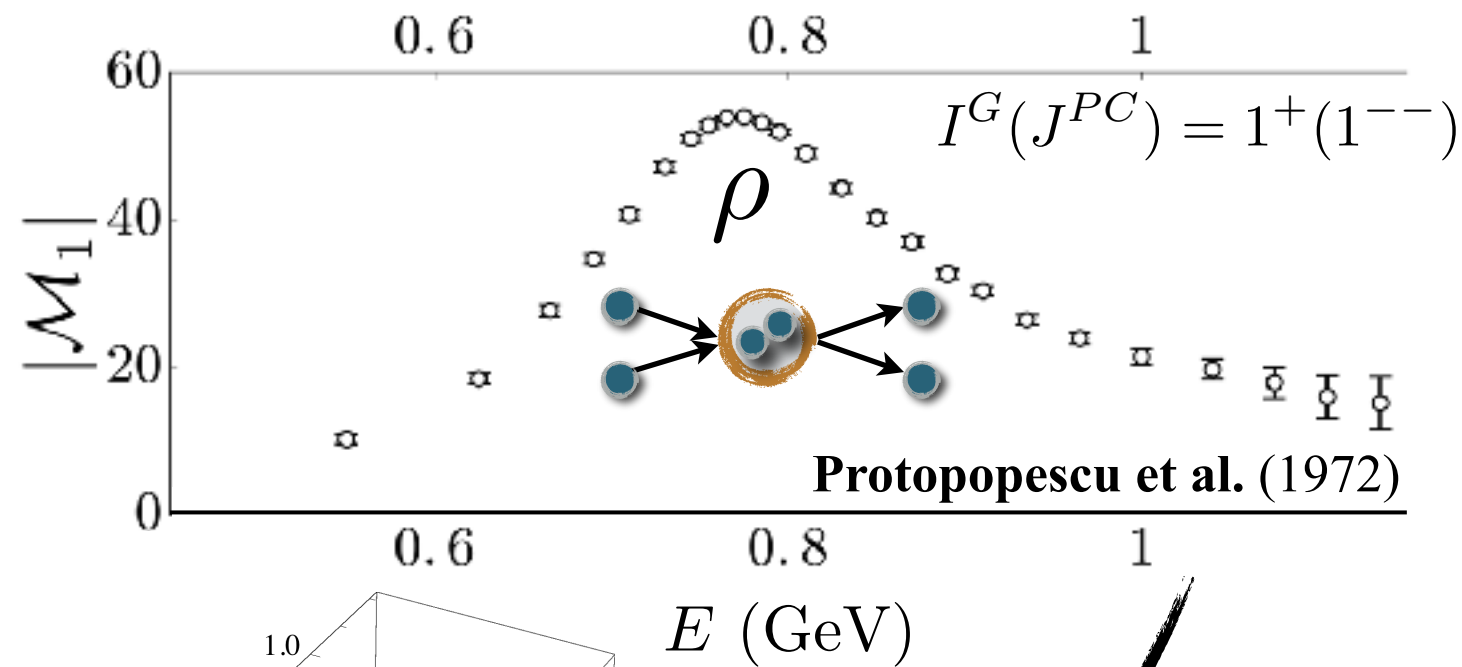 0.6 0.8 1
60
I^G(J^{PC}) = 1^+(1^{--})
ρ
40
|M_1|
20
Protopopescu et al. (1972)
0
0.6 0.8 1
E (GeV)
1.0